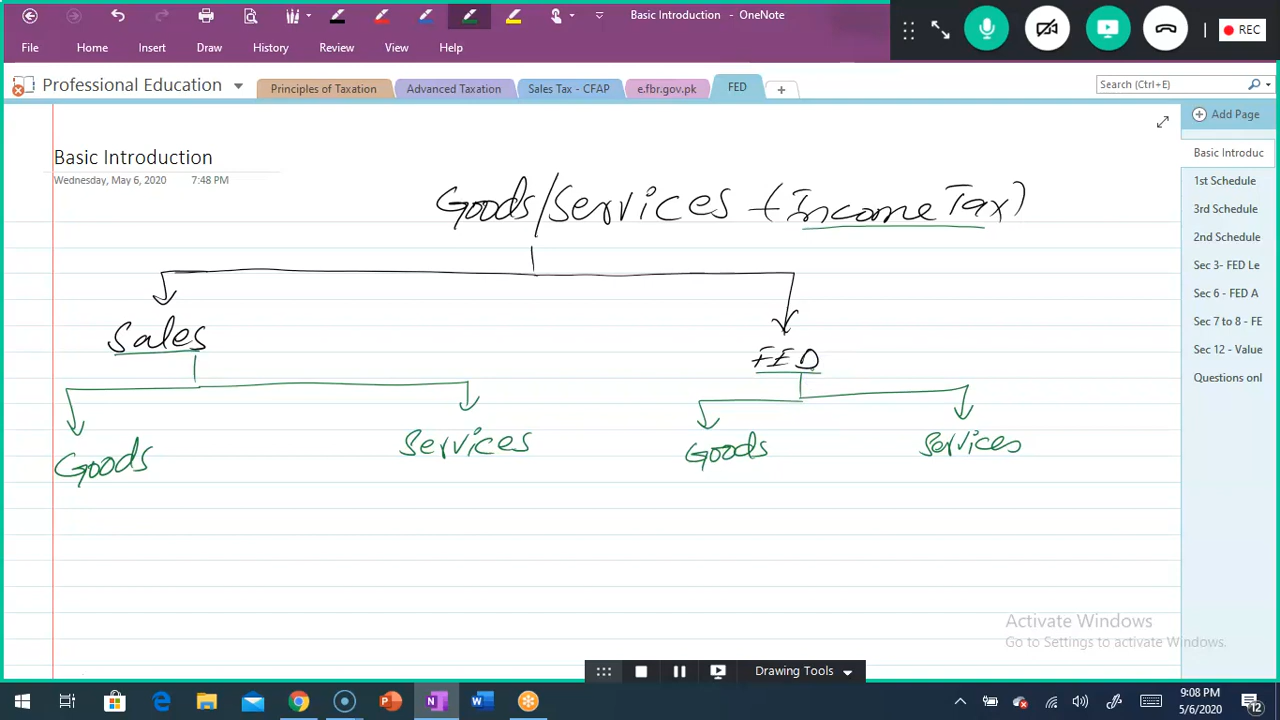 Basic Introduction - OneNote
REC
File Home Insert Draw History Review View Help
Professional Education
Principles of Taxation
Advanced Taxation
Sales Tax - CFAP
e.fbr.gov.pk
FED
Search (Ctrl+E)
Add Page
Basic Introduction
Wednesday, May 6, 2020 7:48 PM
Goods/Services - (Income Tax)
Sales
FED
Goods
Services
Goods
Services
Basic Introduc
1st Schedule
3rd Schedule
2nd Schedule
Sec 3- FED Le
Sec 6 - FED A
Sec 7 to 8 - FE
Sec 12 - Value
Questions onl
Activate Windows
Go to Settings to activate Windows.
Drawing Tools
9:08 PM
5/6/2020
12